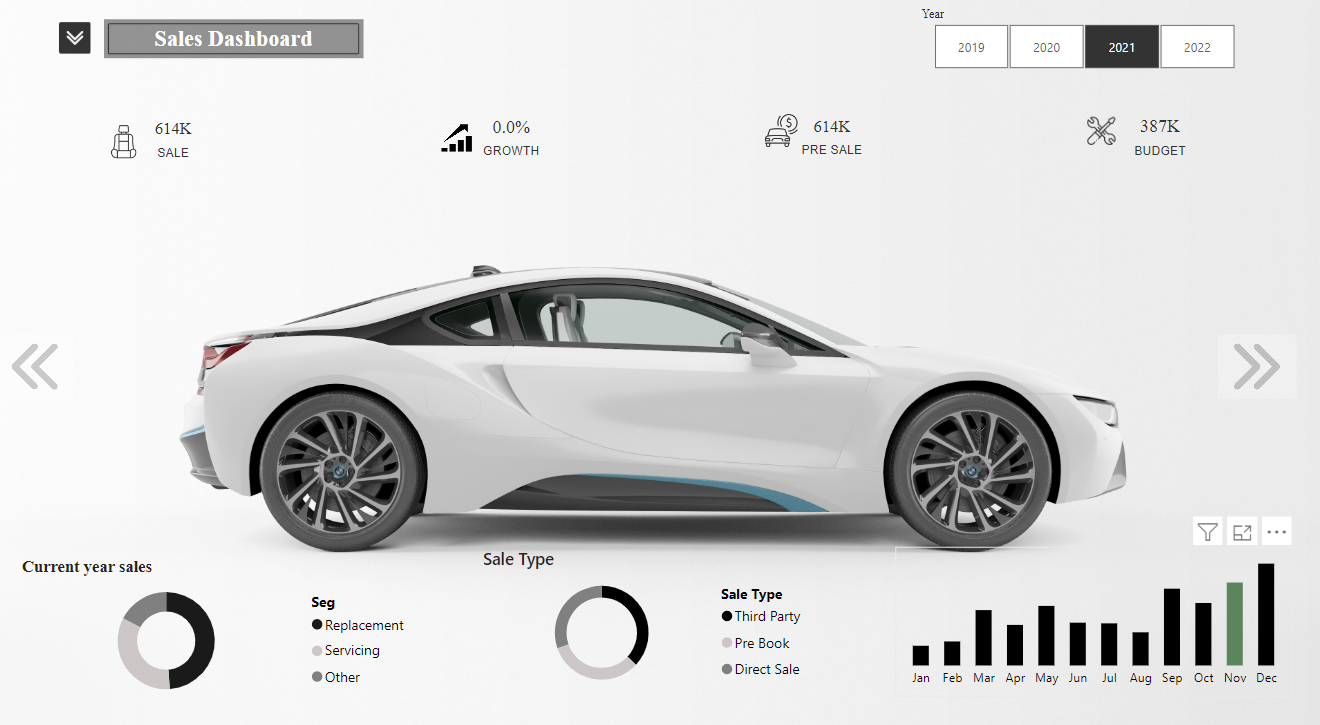 Year
Sales Dashboard
2019 2020 2021 2022
614K
SALE
0.0%
GROWTH
614K
PRE SALE
387K
BUDGET
Current year sales
Seg
Replacement
Servicing
Other
Sale Type
Sale Type
Third Party
Pre Book
Direct Sale
Jan Feb Mar Apr May Jun Jul Aug Sep Oct Nov Dec